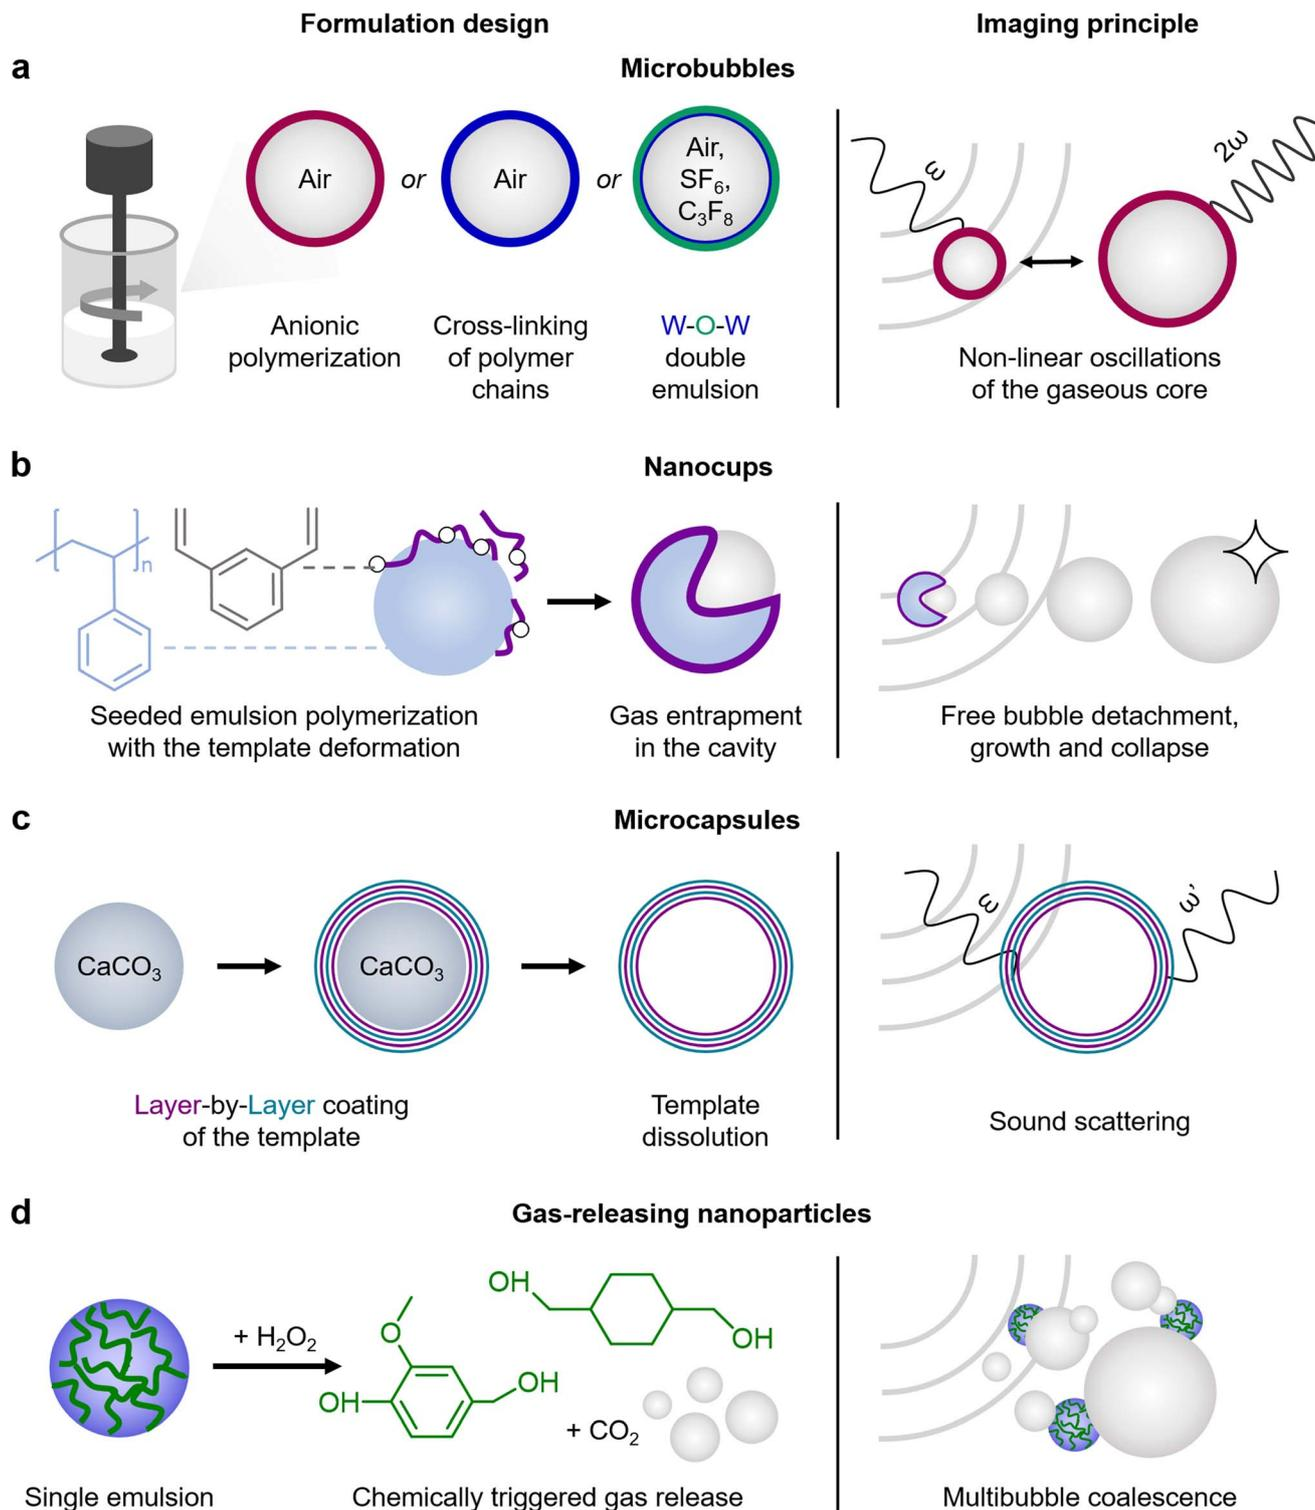 Formulation design
Imaging principle
a
Microbubbles
Air
or
Air
or
Air,
SF₆,
C₃F₈
Anionic
polymerization
Cross-linking
of polymer
chains
W-O-W
double
emulsion
ω
2ω
Non-linear oscillations
of the gaseous core
b
Nanocups
n
Seeded emulsion polymerization
with the template deformation
Gas entrapment
in the cavity
Free bubble detachment,
growth and collapse
c
Microcapsules
CaCO₃
CaCO₃
Layer-by-Layer coating
of the template
Template
dissolution
ω
ω’
Sound scattering
d
Gas-releasing nanoparticles
+ H₂O₂
O
OH
OH
OH
OH
+ CO₂
Single emulsion
Chemically triggered gas release
Multibubble coalescence